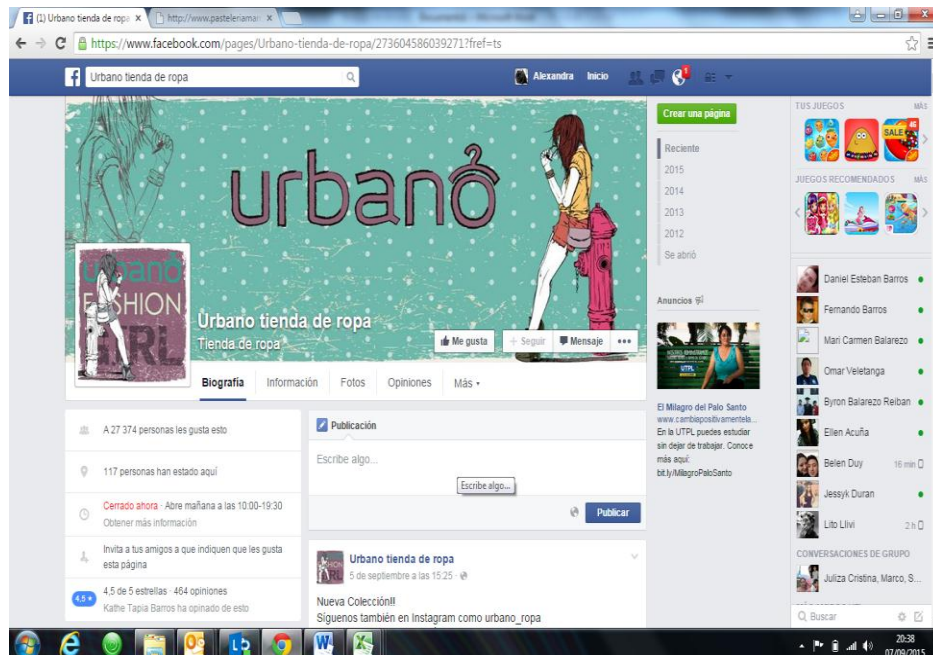 (1) Urbano tienda de ropa
http://www.pasteleriamari
https://www.facebook.com/pages/Urbano-tienda-de-ropa/273604586039271?fref=ts
Urbano tienda de ropa
Alexandra Inicio
1
urbano
urbano
FASHION
GIRL
Urbano tienda de ropa
Tienda de ropa
Me gusta
+ Seguir
Mensaje
Biografía
Información
Fotos
Opiniones
Más
A 27 374 personas les gusta esto
117 personas han estado aquí
Cerrado ahora · Abre mañana a las 10:00-19:30
Obtener más información
Invita a tus amigos a que indiquen que les gusta
esta página
4,5 ★
4,5 de 5 estrellas · 464 opiniones
Kathe Tapia Barros ha opinado de esto
Publicación
Escribe algo...
Escribe algo...
Publicar
Urbano tienda de ropa
5 de septiembre a las 15:25 ·
Nueva Colección!!!
Síguenos también en Instagram como urbano_ropa
Crear una página
Reciente
2015
2014
2013
2012
Se abrió
Anuncios
UTPL
El Milagro del Palo Santo
www.cambiapositivamentela...
En la UTPL puedes estudiar
sin dejar de trabajar. Conoce
más aquí:
bit.ly/MilagroPaloSanto
TUS JUEGOS
MÁS
SALE
46
JUEGOS RECOMENDADOS
MÁS
Daniel Esteban Barros
Fernando Barros
Mari Carmen Balarezo
Omar Veletanga
Byron Balarezo Reiban
Ellen Acuña
Belen Duy 16 min
Jessyk Duran
Lito Llivi 2 h
CONVERSACIONES DE GRUPO
Juliza Cristina, Marco, S...
Buscar
20:38
07/09/2015